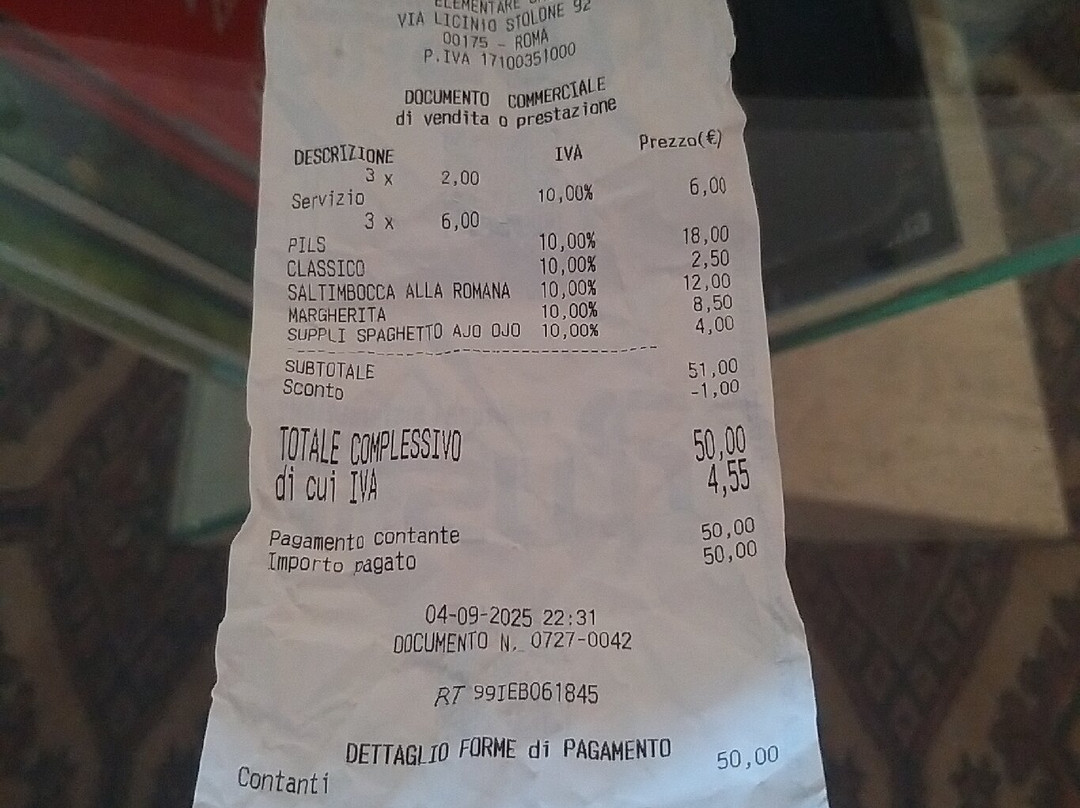 ELEMENTARE
VIA LICINIO STOLONE 92
00175 - ROMA
P.IVA 17100351000
DOCUMENTO COMMERCIALE
di vendita o prestazione
DESCRIZIONE IVA Prezzo(€)
3 x 2,00
Servizio 10,00% 6,00
3 x 6,00
PILS 10,00% 18,00
CLASSICO 10,00% 2,50
SALTIMBOCCA ALLA ROMANA 10,00% 12,00
MARGHERITA 10,00% 8,50
SUPPLI SPAGHETTO AJO OJO 10,00% 4,00
SUBTOTALE 51,00
Sconto -1,00
TOTALE COMPLESSIVO 50,00
di cui IVA 4,55
Pagamento contante 50,00
Importo pagato 50,00
04-09-2025 22:31
DOCUMENTO N. 0727-0042
RT 99IEB061845
DETTAGLIO FORME di PAGAMENTO
Contanti 50,00